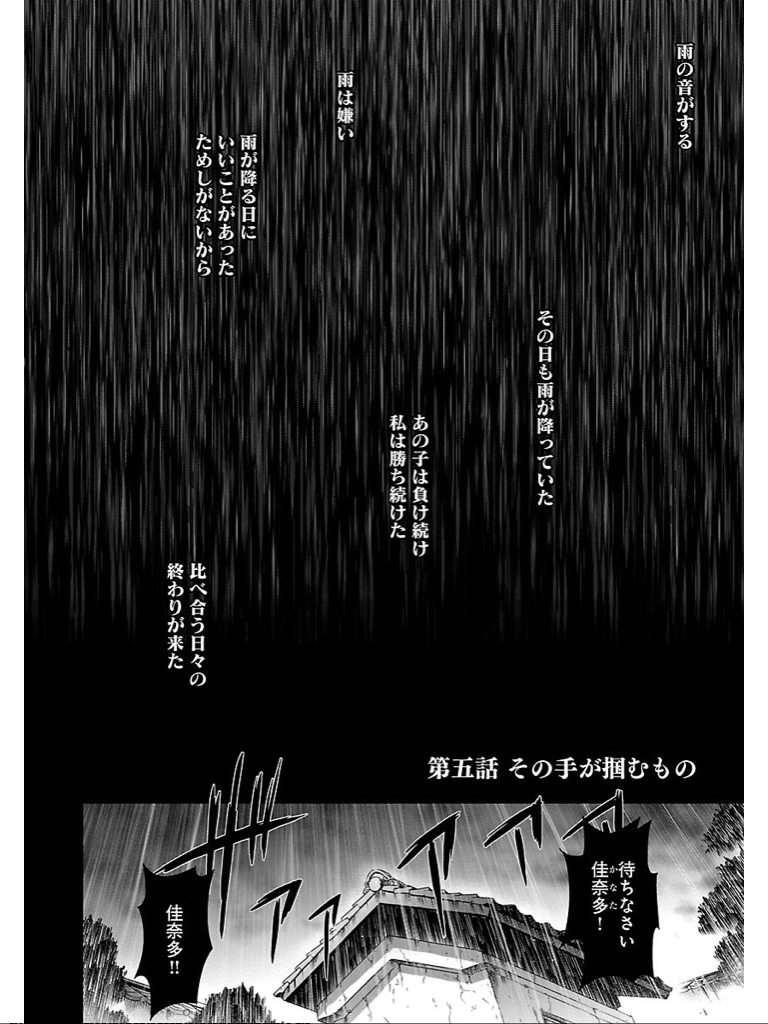 雨の音がする
雨は嫌い
雨が降る日に
いいことがあった
ためしがないから
その日も雨が降っていた
あの子は負け続け
私は勝ち続けた
比べ合う日々の
終わりが来た
第五話 その手が掴むもの
待ちなさい
佳奈多!
かなた
佳奈多!!
ザァァァァ